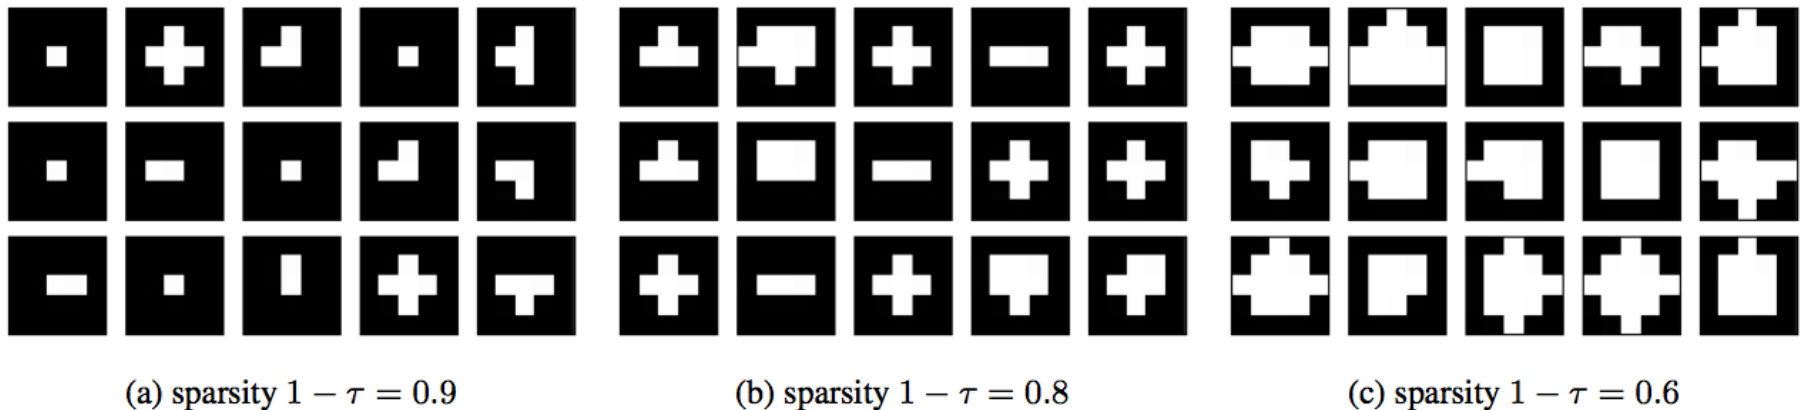 (a) sparsity 1 − τ = 0.9
(b) sparsity 1 − τ = 0.8
(c) sparsity 1 − τ = 0.6